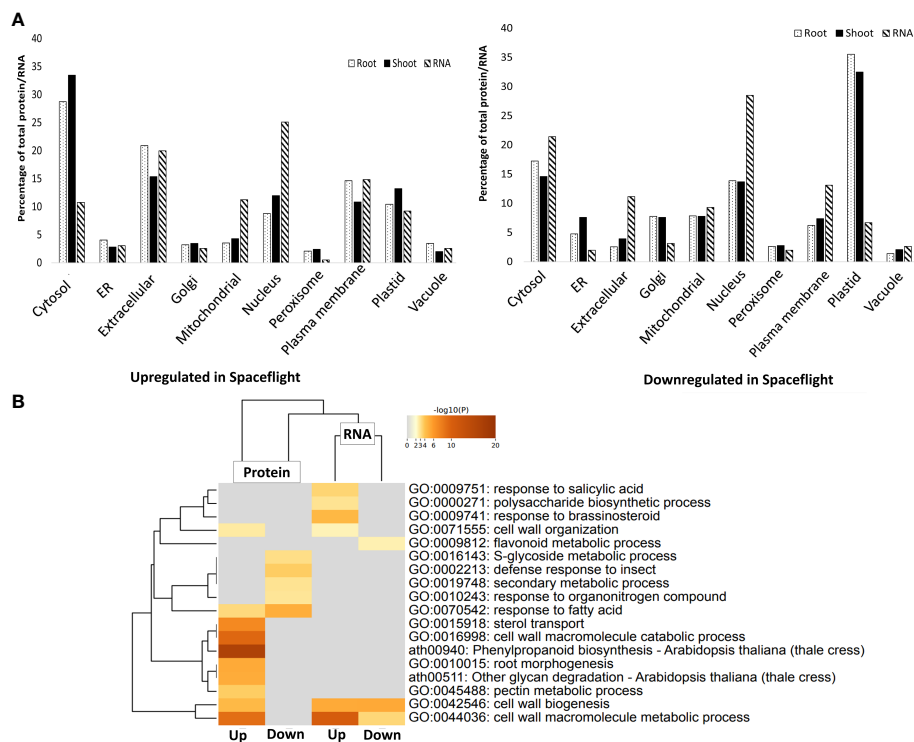 A
Percentage of total protein/RNA
40
35
30
25
20
15
10
5
0
Root Shoot RNA
Cytosol
ER
Extracellular
Golgi
Mitochondrial
Nucleus
Peroxisome
Plasma membrane
Plastid
Vacuole
Upregulated in Spaceflight
Percentage of total protein/RNA
40
35
30
25
20
15
10
5
0
Root Shoot RNA
Cytosol
ER
Extracellular
Golgi
Mitochondrial
Nucleus
Peroxisome
Plasma membrane
Plastid
Vacuole
Downregulated in Spaceflight
B
-log10(P)
0 2 3 4 6 10 20
RNA
Protein
GO:0009751: response to salicylic acid
GO:0000271: polysaccharide biosynthetic process
GO:0009741: response to brassinosteroid
GO:0071555: cell wall organization
GO:0009812: flavonoid metabolic process
GO:0016143: S-glycoside metabolic process
GO:0002213: defense response to insect
GO:0019748: secondary metabolic process
GO:0010243: response to organonitrogen compound
GO:0070542: response to fatty acid
GO:0015918: sterol transport
GO:0016998: cell wall macromolecule catabolic process
ath00940: Phenylpropanoid biosynthesis - Arabidopsis thaliana (thale cress)
GO:0010015: root morphogenesis
ath00511: Other glycan degradation - Arabidopsis thaliana (thale cress)
GO:0045488: pectin metabolic process
GO:0042546: cell wall biogenesis
GO:0044036: cell wall macromolecule metabolic process
Up Down Up Down